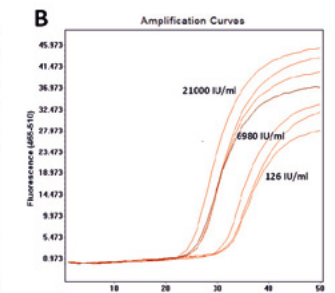 B
Amplification Curves
Fluorescence (465-510)
45.973
41.473
36.973
32.473
27.973
23.473
18.973
14.473
9.973
5.473
0.973
21000 IU/ml
6980 IU/ml
126 IU/ml
10 20 30 40 50